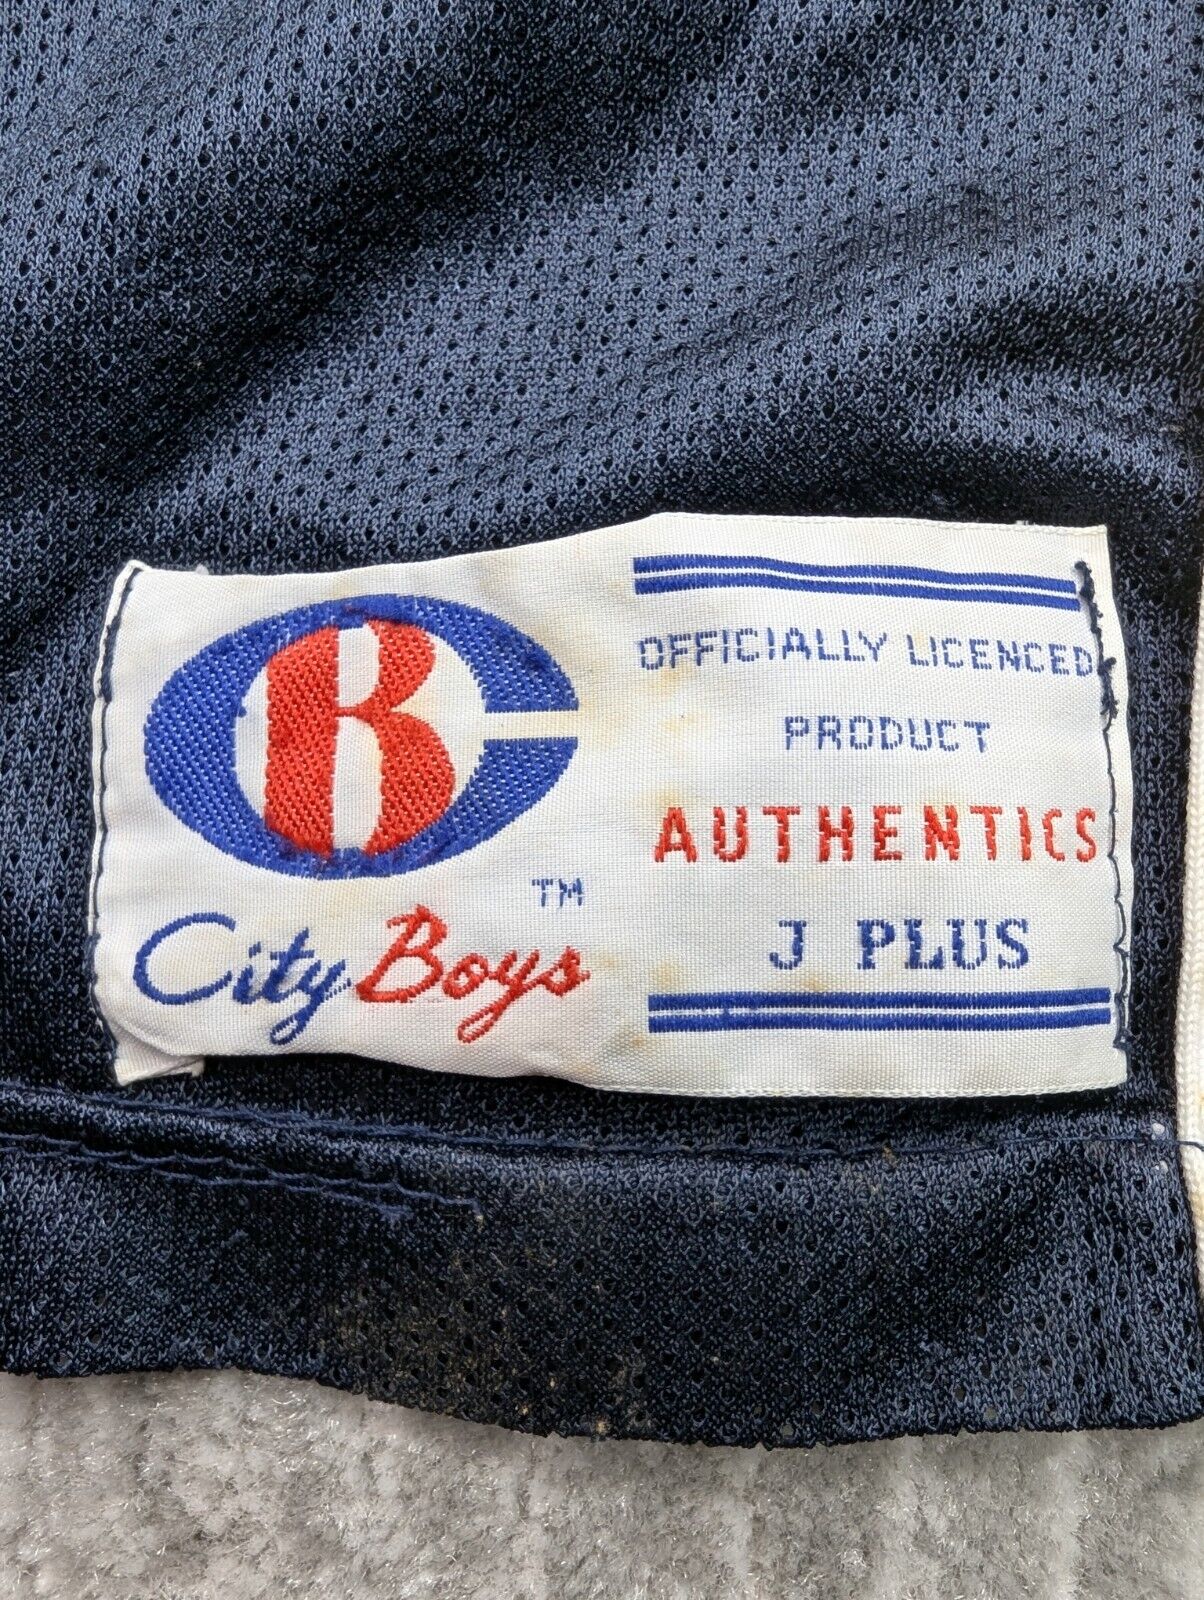 CB
TM
City Boys
OFFICIALLY LICENCED
PRODUCT
AUTHENTICS
J PLUS